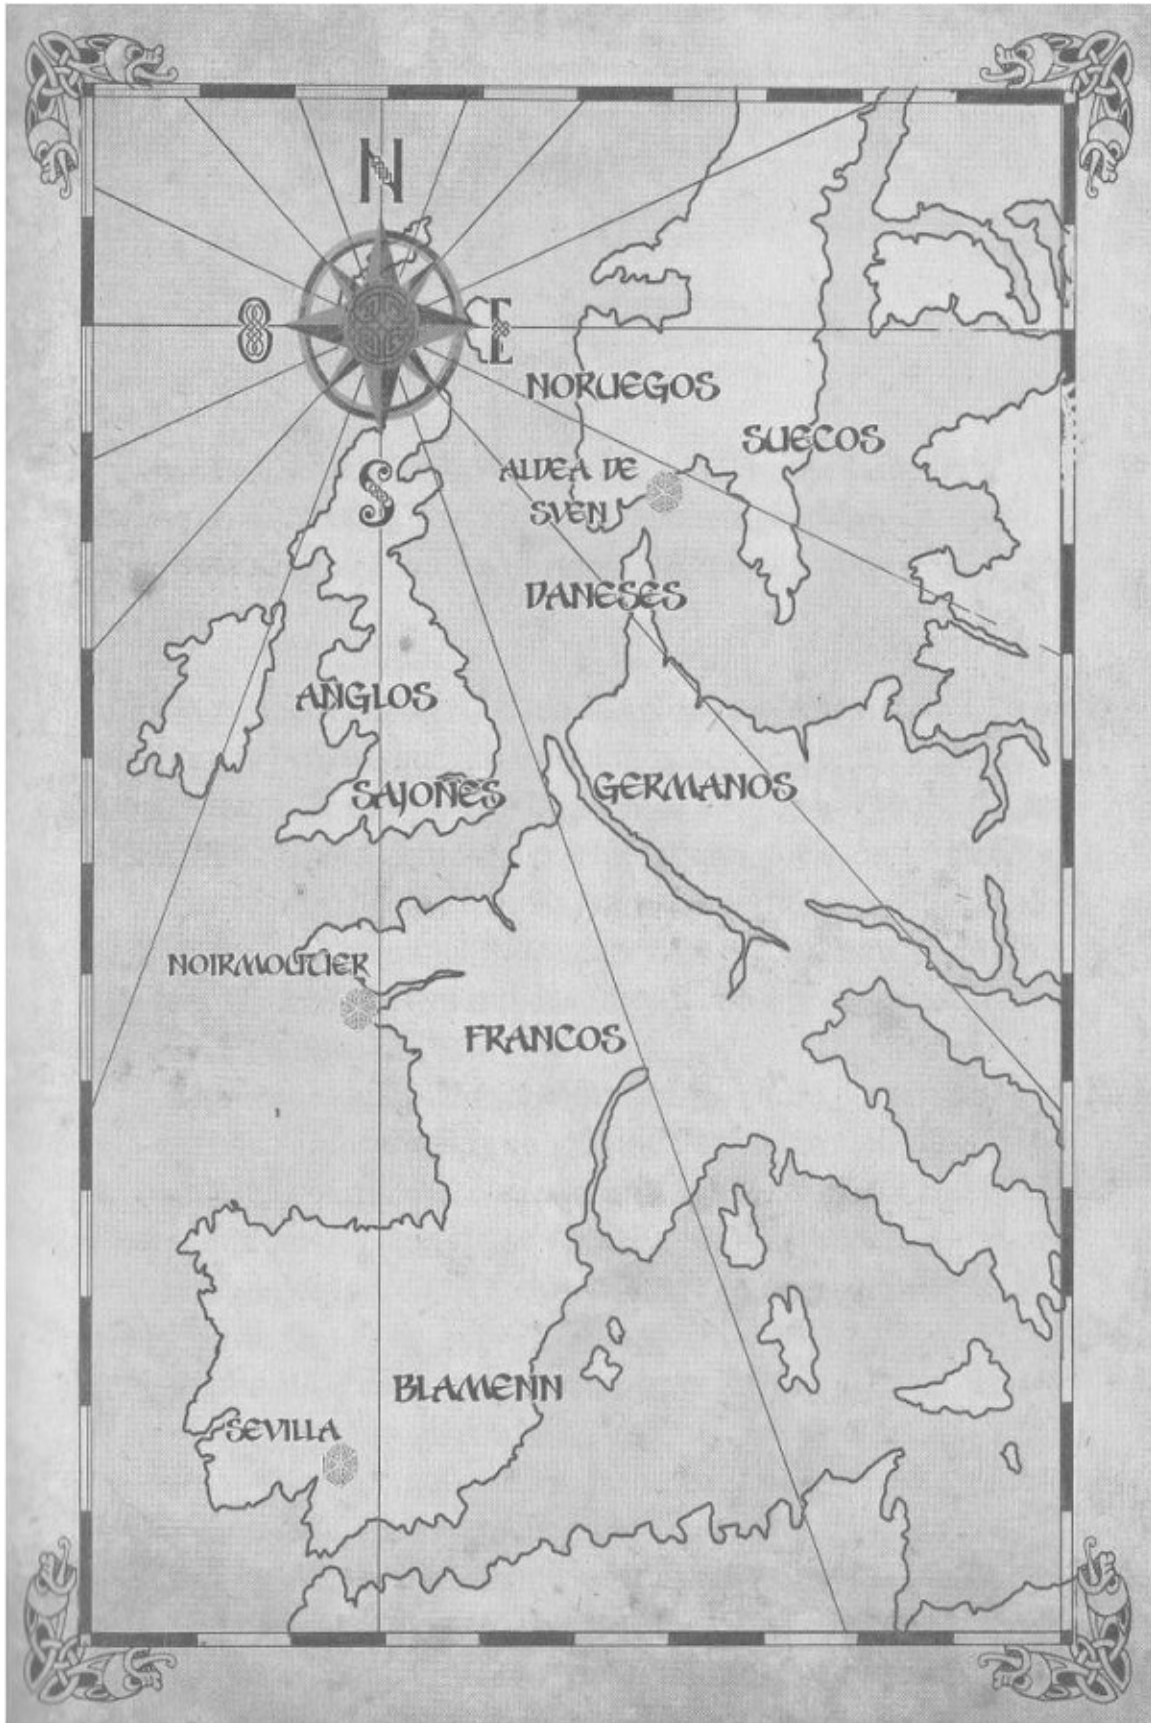 N
O
E
NORUEGOS
SUECOS
ALDEA DE
SVEN
S
DANESES
ANGLOS
SAJOÑES
GERMANOS
NOIRMOUTIER
FRANCOS
BLAMENN
SEVILLA